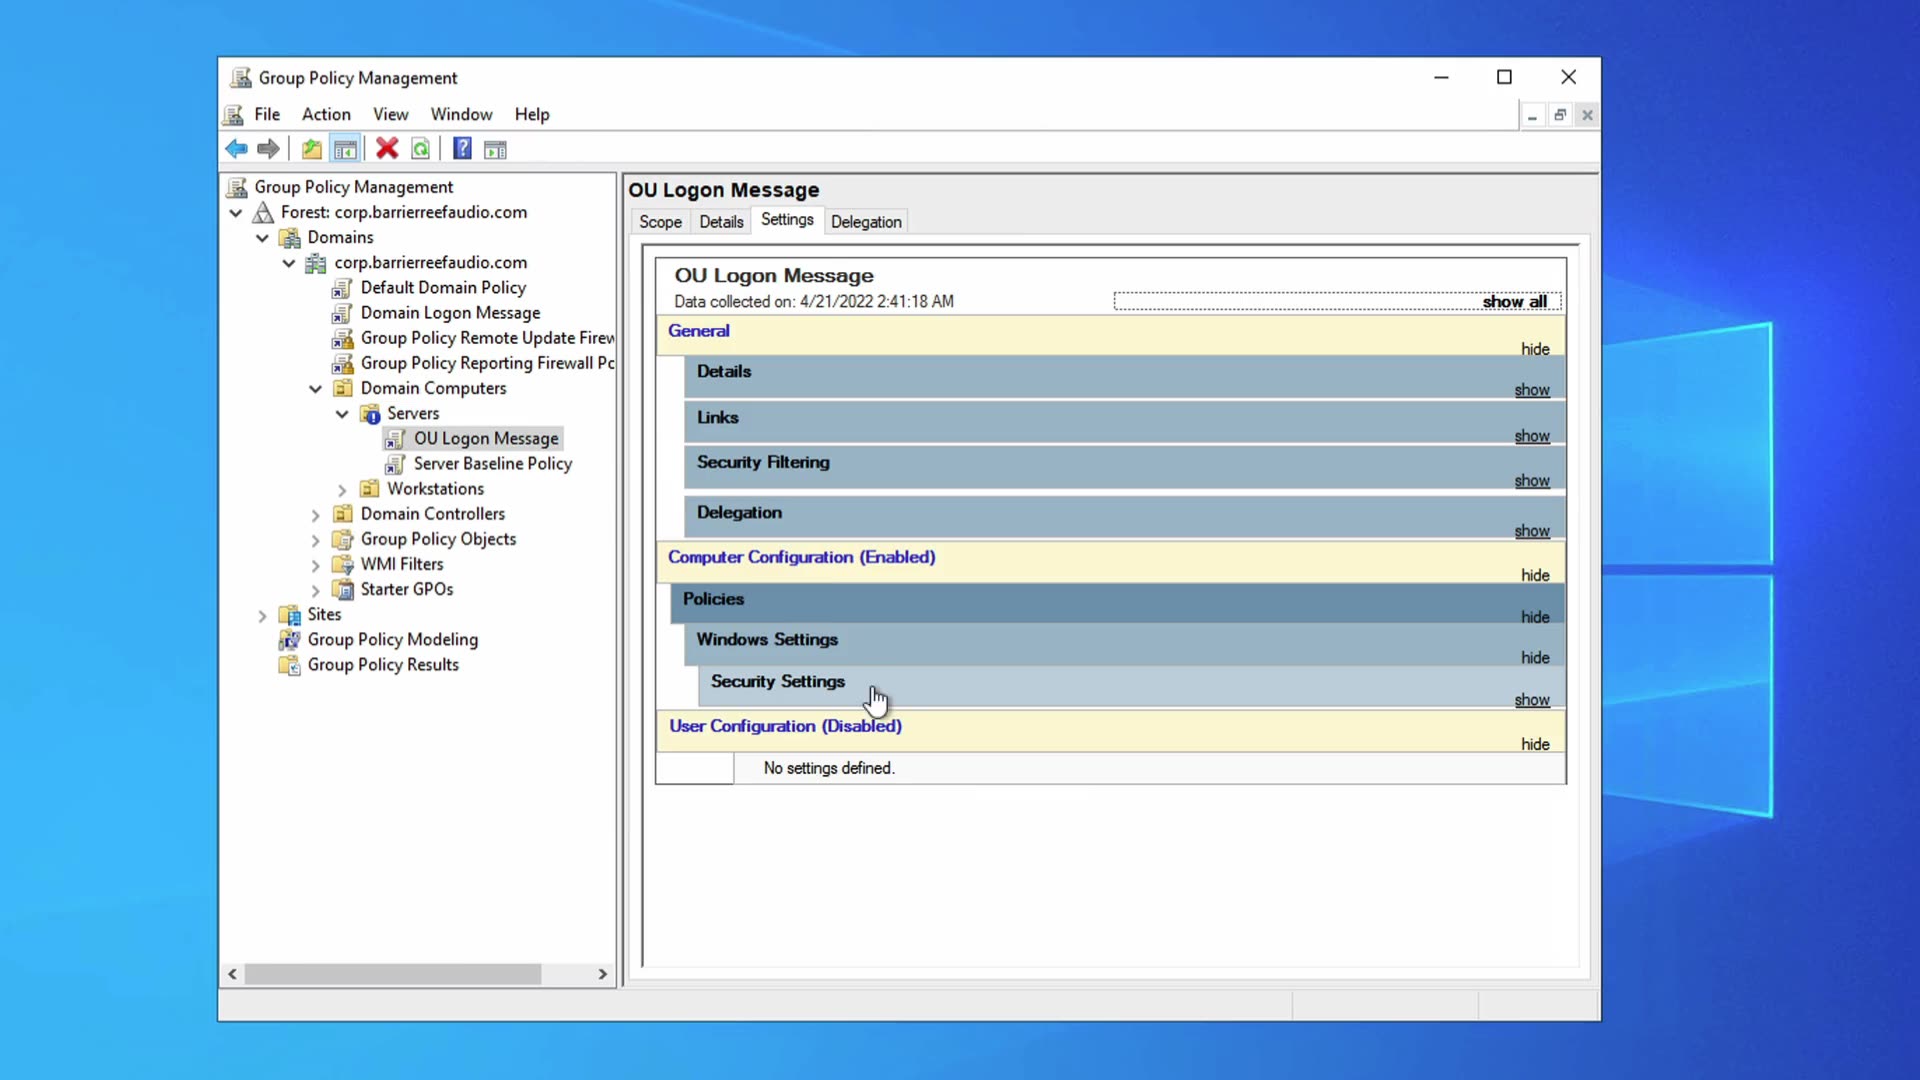 Group Policy Management
File Action View Window Help
Group Policy Management
Forest: corp.barrierreefaudio.com
Domains
corp.barrierreefaudio.com
Default Domain Policy
Domain Logon Message
Group Policy Remote Update Firew
Group Policy Reporting Firewall Pc
Domain Computers
Servers
OU Logon Message
Server Baseline Policy
Workstations
Domain Controllers
Group Policy Objects
WMI Filters
Starter GPOs
Sites
Group Policy Modeling
Group Policy Results
OU Logon Message
Scope Details Settings Delegation
OU Logon Message
Data collected on: 4/21/2022 2:41:18 AM
show all
General
hide
Details
show
Links
show
Security Filtering
show
Delegation
show
Computer Configuration (Enabled)
hide
Policies
hide
Windows Settings
hide
Security Settings
show
User Configuration (Disabled)
hide
No settings defined.